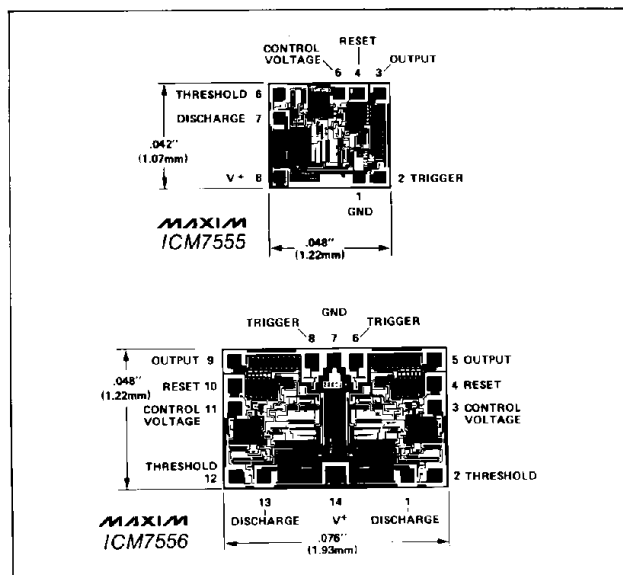 RESET
CONTROL VOLTAGE 6 4 3 OUTPUT
THRESHOLD 6
DISCHARGE 7
.042"
(1.07mm)
V+ 8
2 TRIGGER
1
GND
MAXIM
ICM7555
.048"
(1.22mm)
GND
TRIGGER TRIGGER
8 7 6
OUTPUT 9
5 OUTPUT
RESET 10
4 RESET
.048"
(1.22mm)
CONTROL 11
VOLTAGE
3 CONTROL
VOLTAGE
THRESHOLD
12
2 THRESHOLD
13 14 1
DISCHARGE V+ DISCHARGE
MAXIM
ICM7556
.076"
(1.93mm)